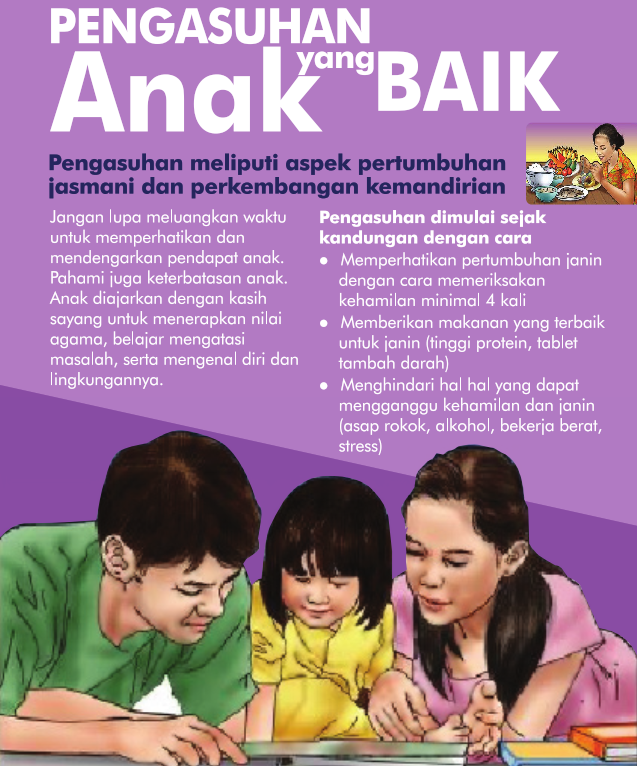 PENGASUHAN
Anak yang BAIK
Pengasuhan meliputi aspek pertumbuhan
jasmani dan perkembangan kemandirian
Jangan lupa meluangkan waktu
untuk memperhatikan dan
mendengarkan pendapat anak.
Pahami juga keterbatasan anak.
Anak diajarkan dengan kasih
sayang untuk menerapkan nilai
agama, belajar mengatasi
masalah, serta mengenal diri dan
lingkungannya.
Pengasuhan dimulai sejak
kandungan dengan cara
● Memperhatikan pertumbuhan janin
dengan cara memeriksakan
kehamilan minimal 4 kali
● Memberikan makanan yang terbaik
untuk janin (tinggi protein, tablet
tambah darah)
● Menghindari hal hal yang dapat
mengganggu kehamilan dan janin
(asap rokok, alkohol, bekerja berat,
stress)